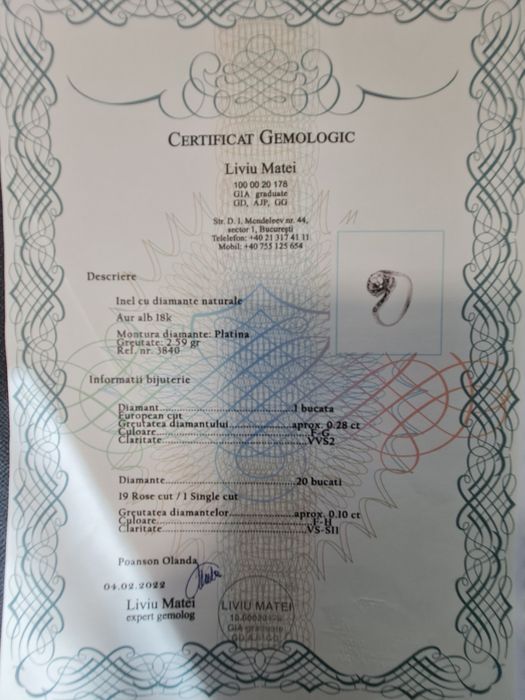 CERTIFICAT GEMOLOGIC
Liviu Matei
100 00 20 178
GIA graduate
GD, AJP, GG
Str. D. I. Mendeleev nr. 44,
sector 1, București
Telelefon: +40 21 317 41 11
Mobil: +40 755 125 654
Descriere
Inel cu diamante naturale
Aur alb 18k
Montura diamante: Platina
Greutate: 2.59 gr
Ref. nr. 3840
Informatii bijuterie
Diamant...................................1 bucata
European cut
Greutatea diamantului...................aprox. 0.28 ct
Culoare.......................................F-G
Claritate.....................................VVS2
Diamante...................................20 bucati
19 Rose cut / 1 Single cut
Greutatea diamantelor...................aprox. 0.10 ct
Culoare.......................................F-H
Claritate.....................................VS-SI1
Poanson Olanda
04.02.2022
Liviu Matei
expert gemolog
LIVIU MATEI
GIA graduate